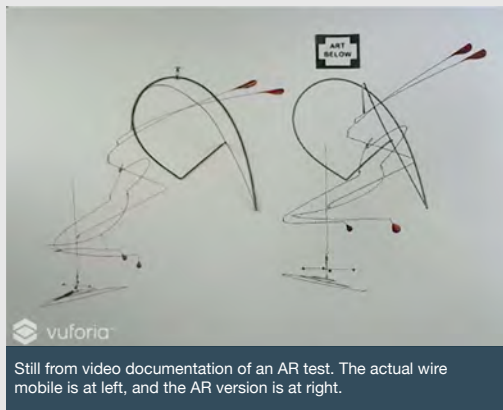 ART
BELOW
vuforia™
Still from video documentation of an AR test. The actual wire
mobile is at left, and the AR version is at right.